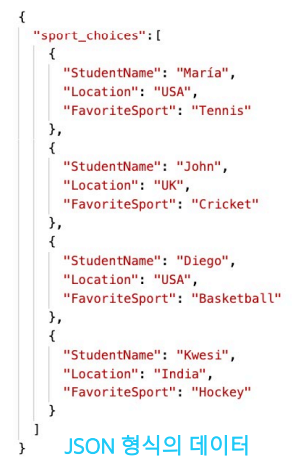 {
"sport_choices":[
{
"StudentName": "María",
"Location": "USA",
"FavoriteSport": "Tennis"
},
{
"StudentName": "John",
"Location": "UK",
"FavoriteSport": "Cricket"
},
{
"StudentName": "Diego",
"Location": "USA",
"FavoriteSport": "Basketball"
},
{
"StudentName": "Kwesi",
"Location": "India",
"FavoriteSport": "Hockey"
}
]
}
JSON 형식의 데이터